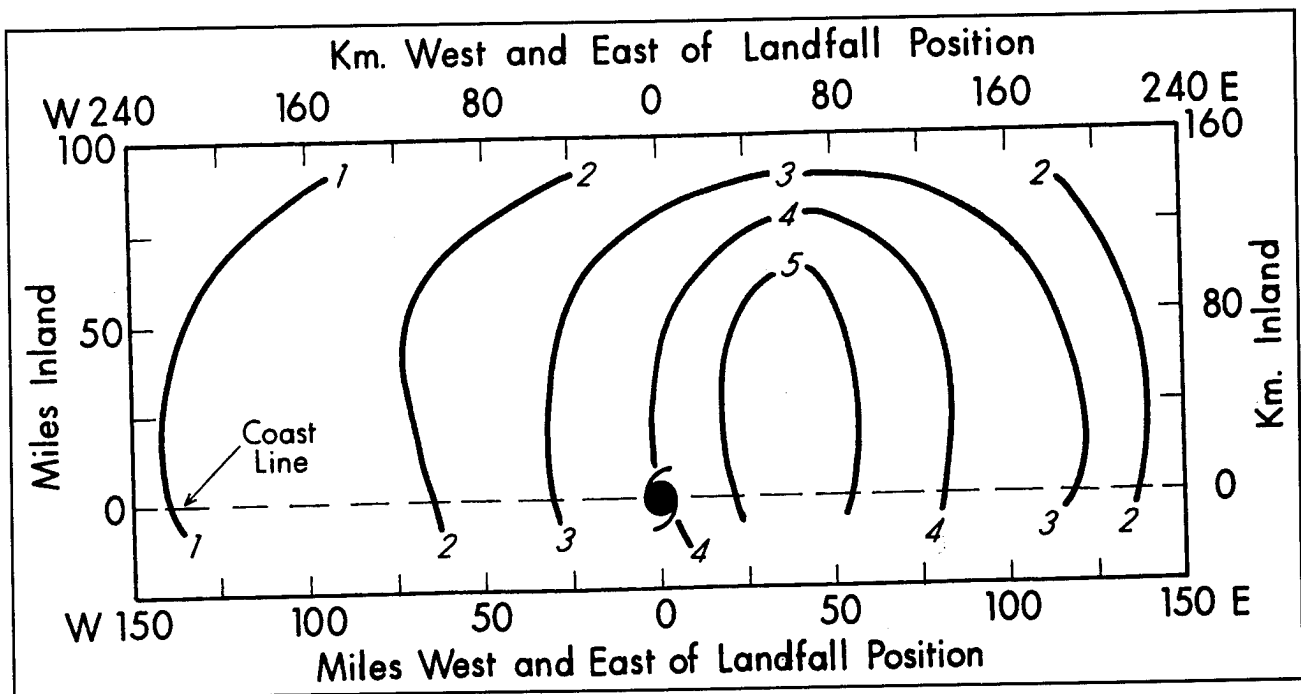 Km. West and East of Landfall Position
W 240 160 80 0 80 160 240 E
100 160
1 2 3 2
4
5
Miles Inland
50 80
Km. Inland
Coast
Line
0 0
1 2 3 4 4 3 2
W 150 100 50 0 50 100 150 E
Miles West and East of Landfall Position